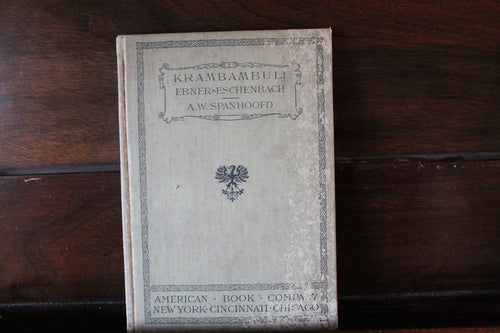 KRAMBAMBULI
EBNER-ESCHENBACH
A.W. SPANHOOFD
AMERICAN · BOOK · COMPANY
NEW YORK · CINCINNATI · CHICAGO